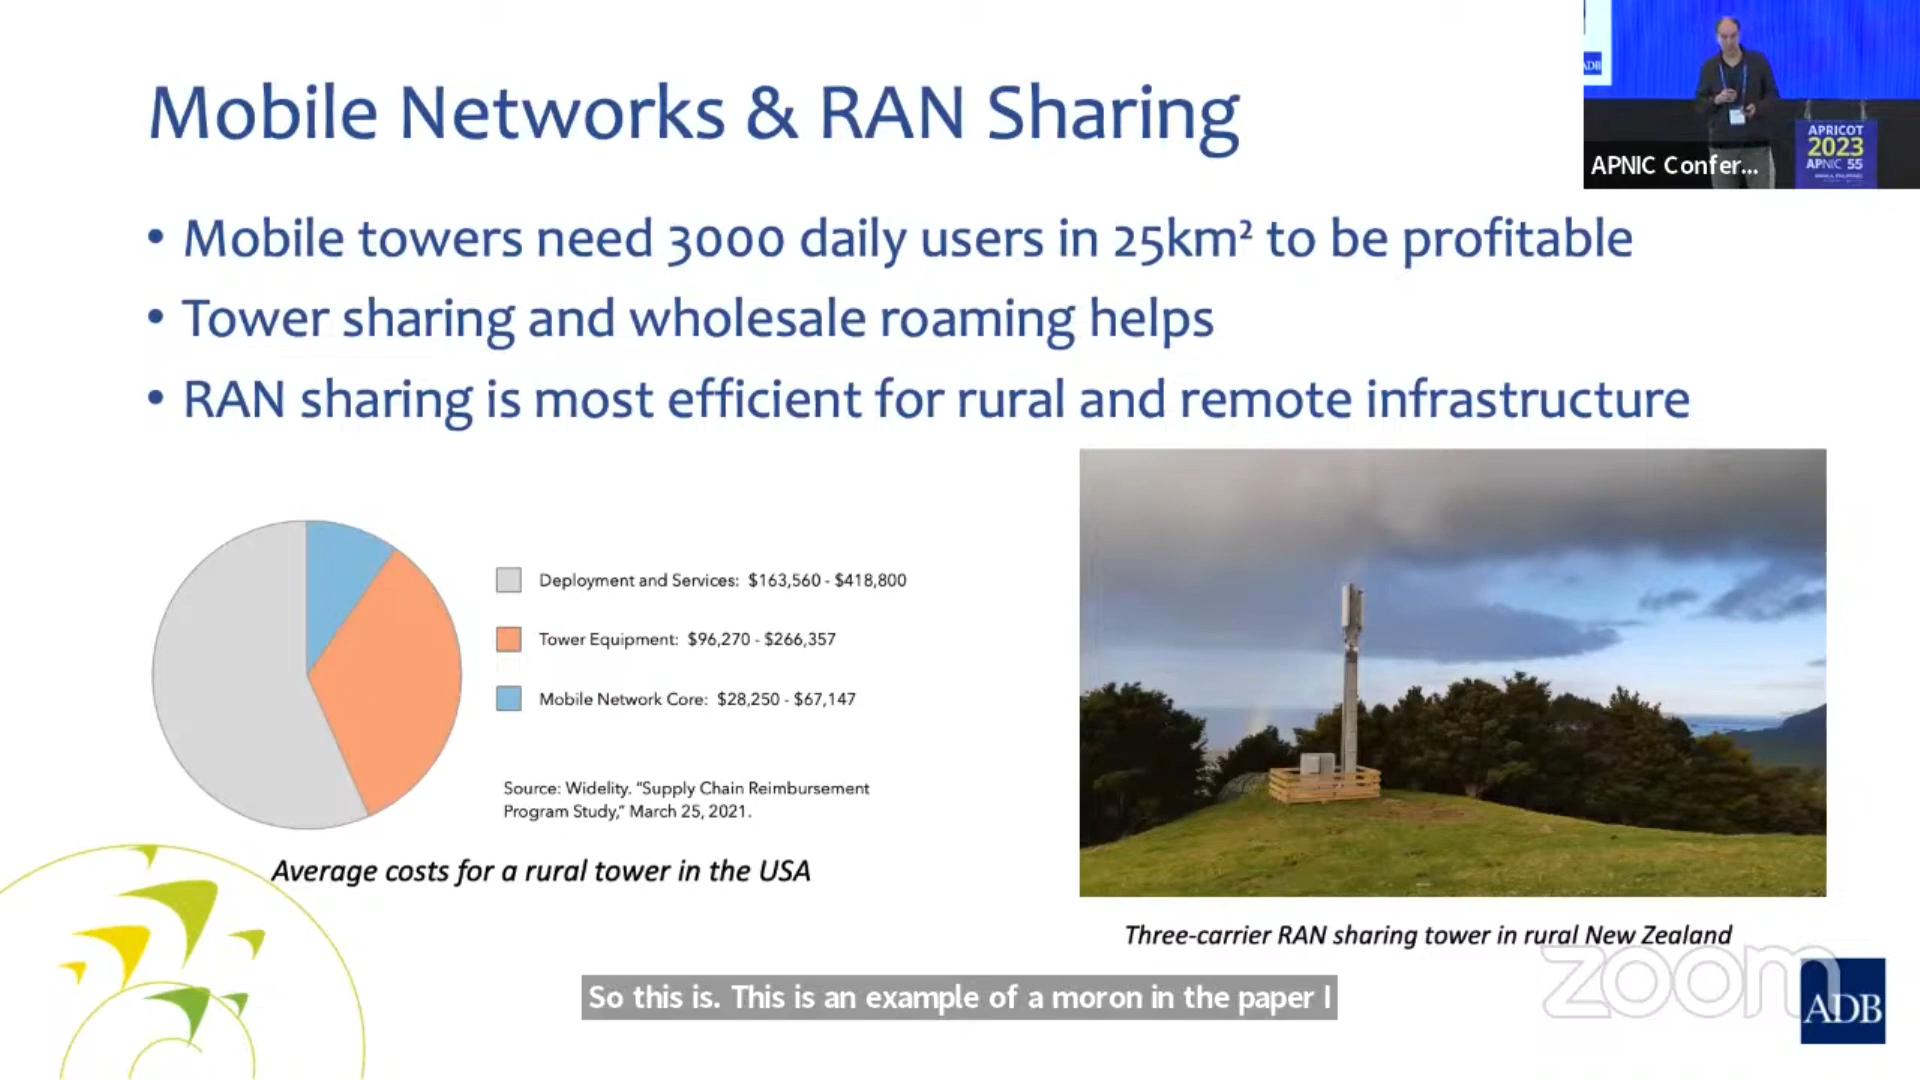 Mobile Networks & RAN Sharing
ADB
APRICOT
2023
APNIC 55
APNIC Confer...
• Mobile towers need 3000 daily users in 25km² to be profitable
• Tower sharing and wholesale roaming helps
• RAN sharing is most efficient for rural and remote infrastructure
Deployment and Services: $163,560 - $418,800
Tower Equipment: $96,270 - $266,357
Mobile Network Core: $28,250 - $67,147
Source: Widelity. “Supply Chain Reimbursement
Program Study,” March 25, 2021.
Average costs for a rural tower in the USA
Three-carrier RAN sharing tower in rural New Zealand
So this is. This is an example of a moron in the paper I
zoom
ADB